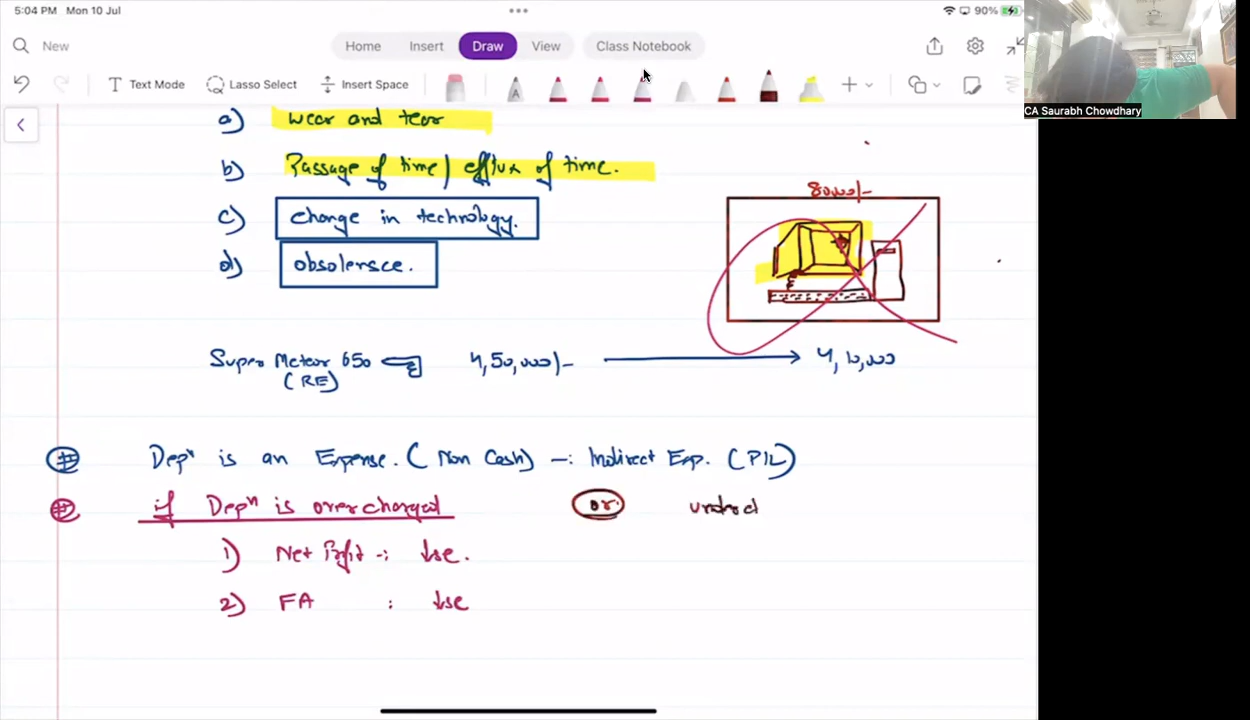 5:04 PM Mon 10 Jul
90%
New
Home Insert Draw View Class Notebook
Text Mode Lasso Select Insert Space
CA Saurabh Chowdhary
a) wear and tear
b) Passage of time/ efflux of time.
c) change in technology.
d) obsolersce.
80000/-
Supro Meteor 650 4,50,000/- 4,10,000
(RE)
# Depn is an Expense. (Non Cash) -: Indirect Exp. (P/L)
# if Depn is overcharged or undrcl
1) Net Profit -: ↓se.
2) FA : ↓se